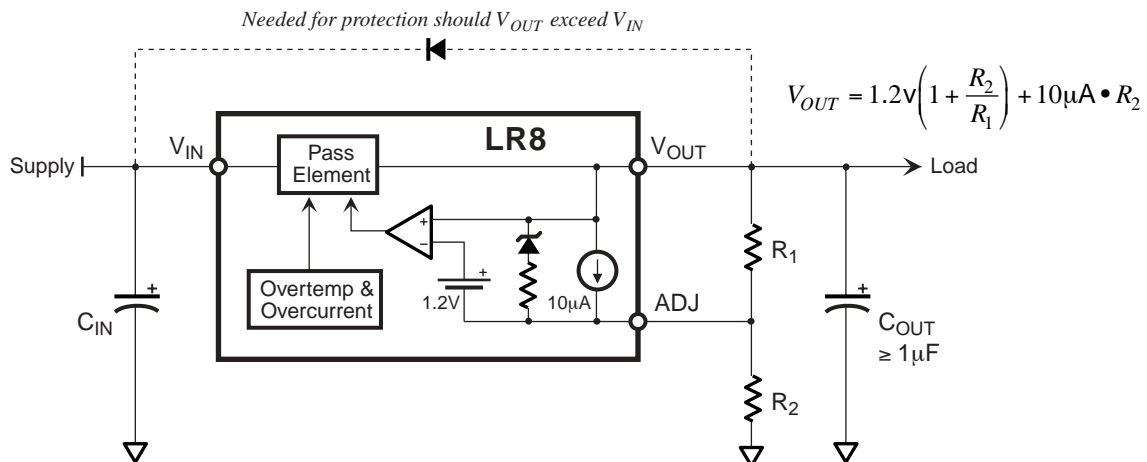 Needed for protection should VOUT exceed VIN
VOUT = 1.2v(1 + R2/R1) + 10µA • R2
LR8
Supply
VIN
Pass
Element
VOUT
Load
+
−
+
1.2V
10µA
Overtemp &
Overcurrent
ADJ
R1
R2
+
CIN
+
COUT
≥ 1µF